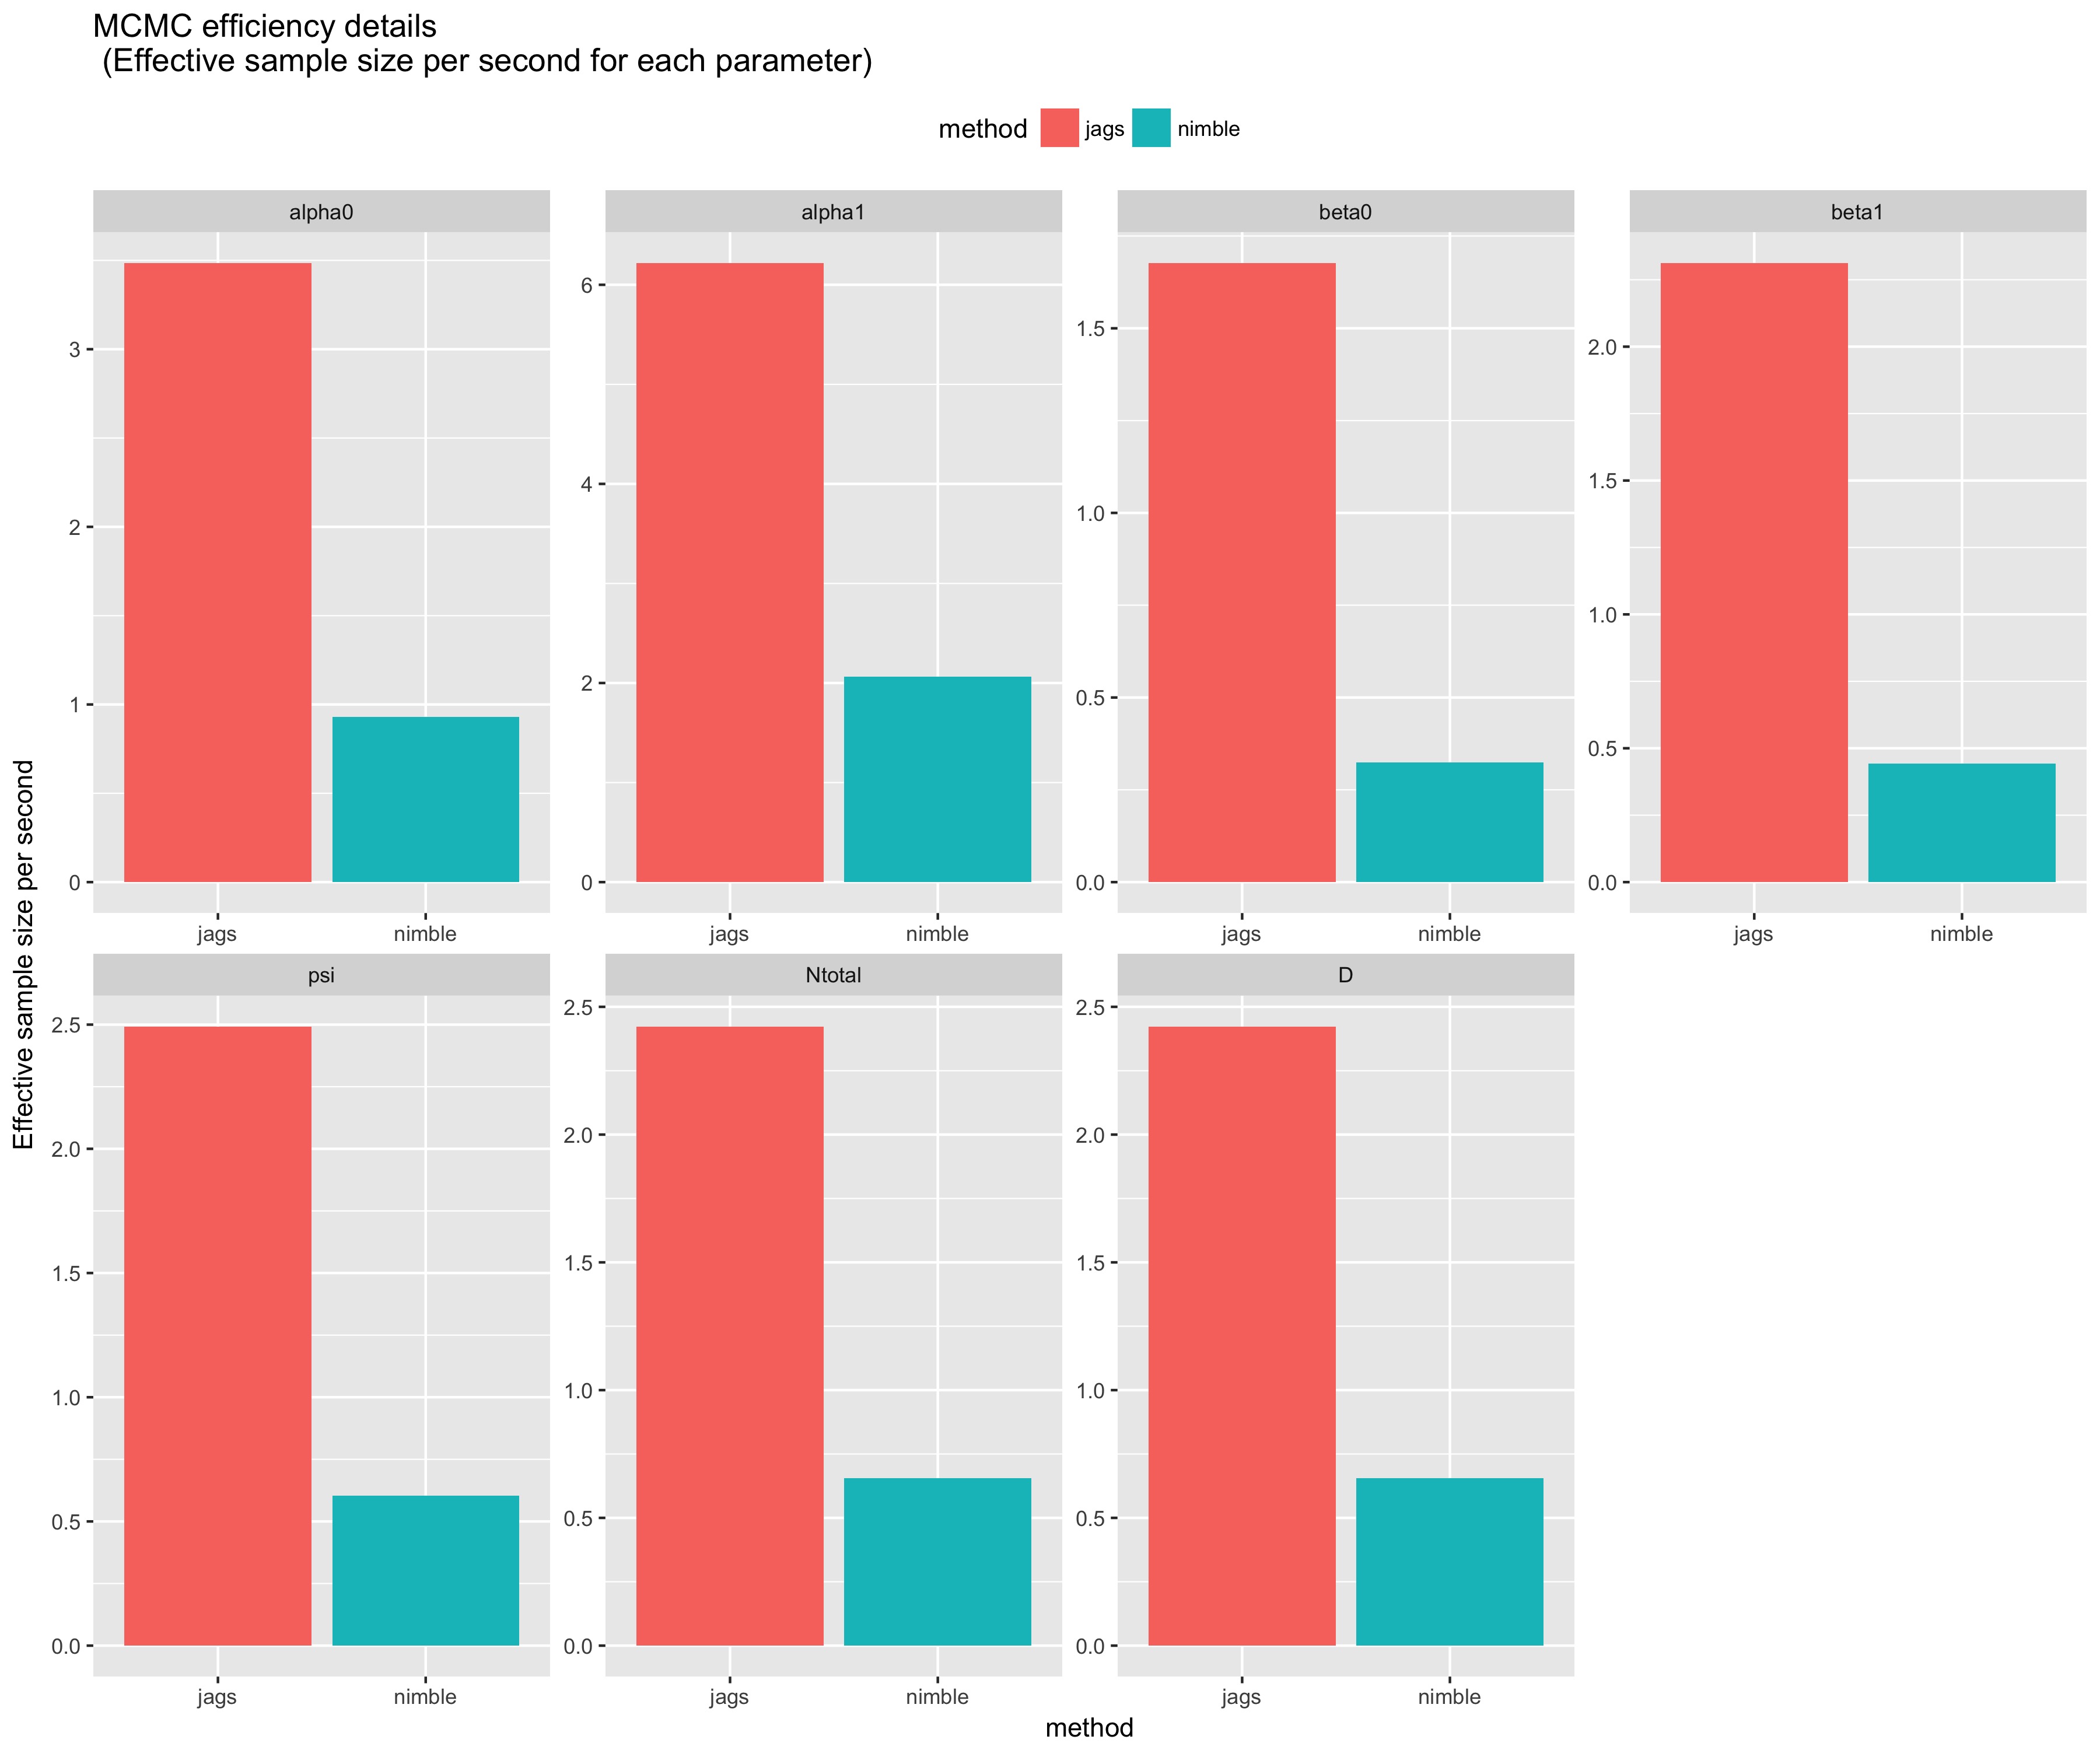 MCMC efficiency details
(Effective sample size per second for each parameter)
method jags nimble
Effective sample size per second
alpha0
3
2
1
0
jags nimble
alpha1
6
4
2
0
jags nimble
beta0
1.5
1.0
0.5
0.0
jags nimble
beta1
2.0
1.5
1.0
0.5
0.0
jags nimble
psi
2.5
2.0
1.5
1.0
0.5
0.0
jags nimble
Ntotal
2.5
2.0
1.5
1.0
0.5
0.0
jags nimble
D
2.5
2.0
1.5
1.0
0.5
0.0
jags nimble
method